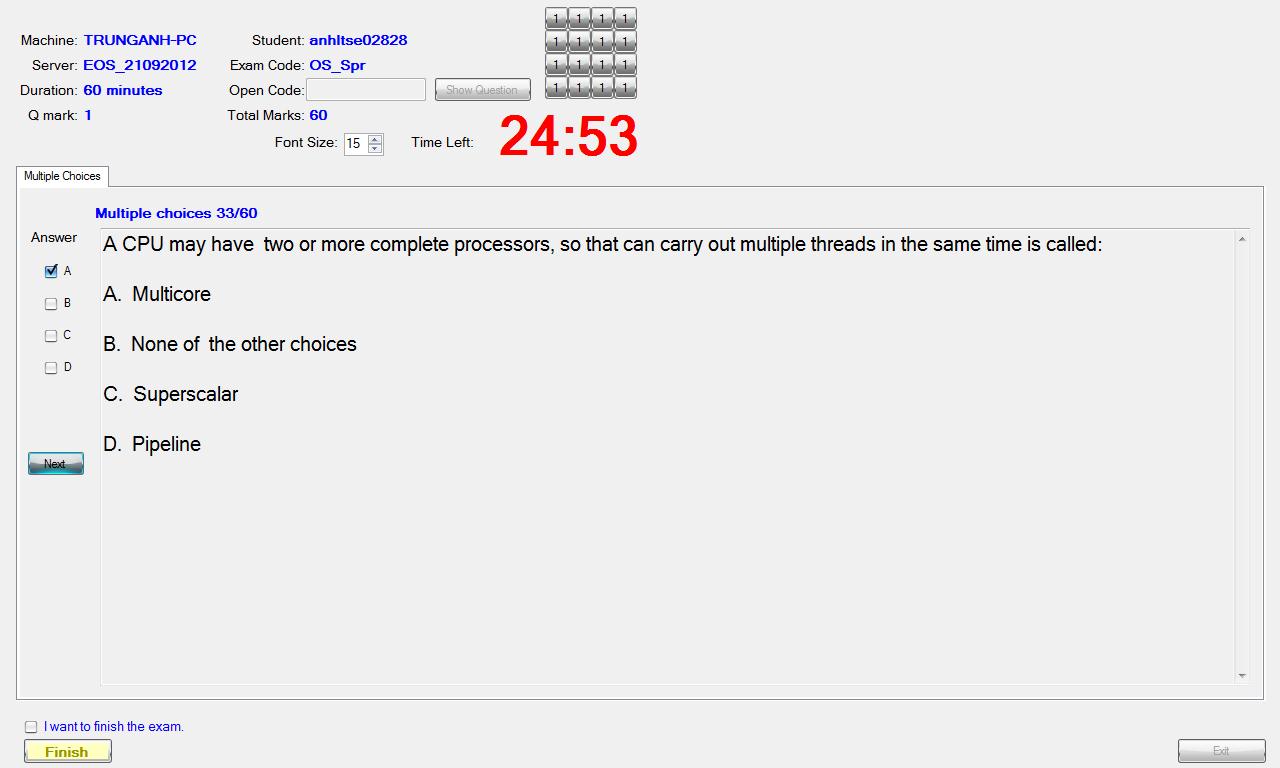 Machine: TRUNGANH-PC Student: anhltse02828
Server: EOS_21092012 Exam Code: OS_Spr
Duration: 60 minutes Open Code: Show Question
Q mark: 1 Total Marks: 60
1 1 1 1
1 1 1 1
1 1 1 1
1 1 1 1
Font Size: 15 Time Left: 24:53
Multiple Choices
Multiple choices 33/60
Answer
A
B
C
D
Next
A CPU may have  two or more complete processors, so that can carry out multiple threads in the same time is called:
A.  Multicore
B.  None of  the other choices
C.  Superscalar
D.  Pipeline
I want to finish the exam.
Finish
Exit